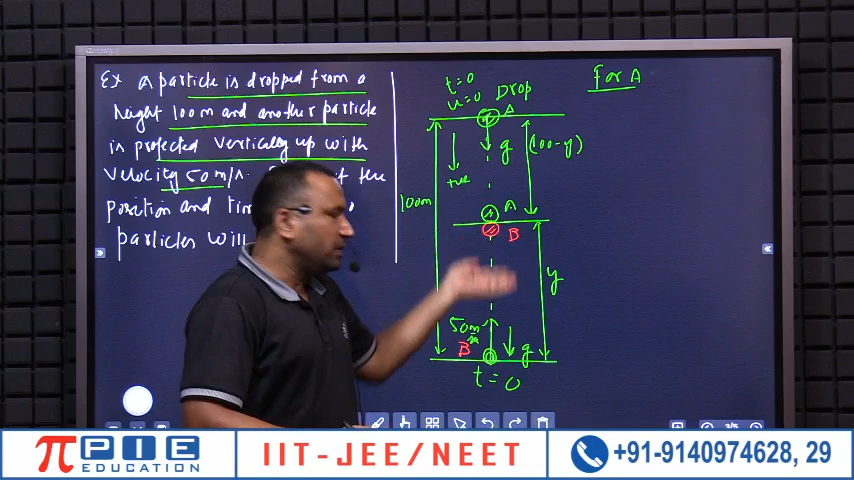 Ex a particle is dropped from a
height 100m and another particle
is projected vertically up with
velocity 50 m/s.
position and
particles will
t=0
u=0 Drop
A
g
+ve
(100-y)
100m
A
B
y
50m/s
B
g
t = 0
For A
π PIE
EDUCATION
IIT-JEE/NEET
+91-9140974628, 29